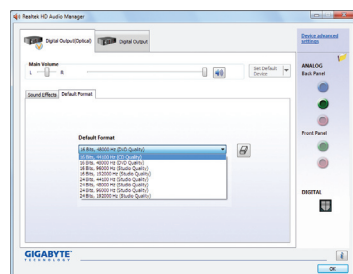 Realtek HD Audio Manager
Digital Output(Optical)
Digital Output
Device advanced
settings
Main Volume
L
R
Set Default
Device
ANALOG
Back Panel
Sound Effects
Default Format
Default Format
16 Bits, 48000 Hz (DVD Quality)
16 Bits, 44100 Hz (CD Quality)
16 Bits, 48000 Hz (DVD Quality)
16 Bits, 96000 Hz (Studio Quality)
16 Bits, 192000 Hz (Studio Quality)
24 Bits, 44100 Hz (Studio Quality)
24 Bits, 48000 Hz (Studio Quality)
24 Bits, 96000 Hz (Studio Quality)
24 Bits, 192000 Hz (Studio Quality)
Front Panel
DIGITAL
GIGABYTE
TECHNOLOGY
OK